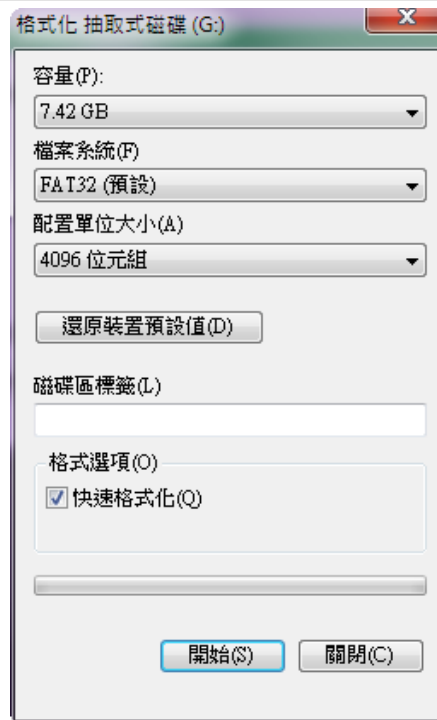 格式化 抽取式磁碟 (G:)
容量(P):
7.42 GB
檔案系統(F)
FAT32 (預設)
配置單位大小(A)
4096 位元組
還原裝置預設值(D)
磁碟區標籤(L)
格式選項(O)
快速格式化(Q)
開始(S)
關閉(C)